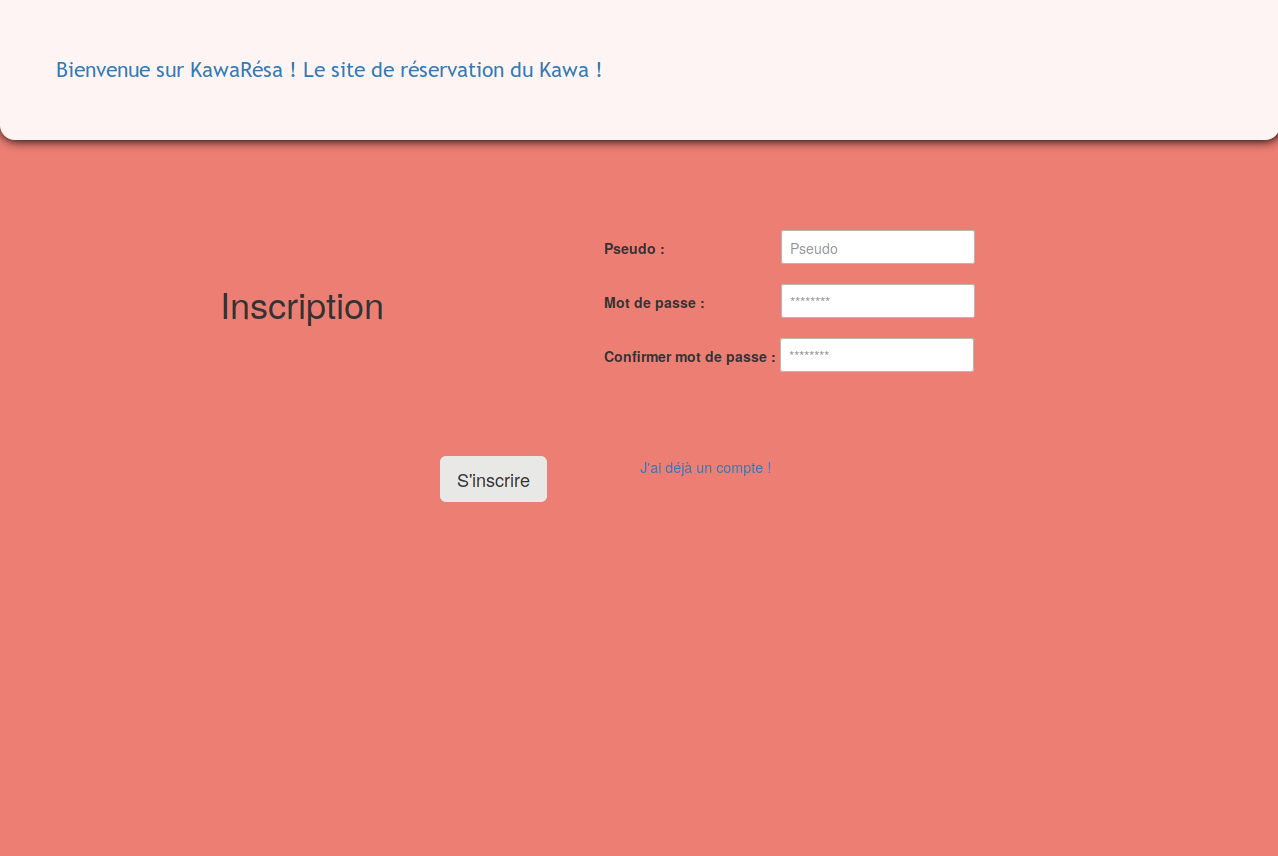 Bienvenue sur KawaRésa ! Le site de réservation du Kawa !
Pseudo :
Pseudo
Inscription
Mot de passe :
********
Confirmer mot de passe :
********
S'inscrire
J'ai déjà un compte !